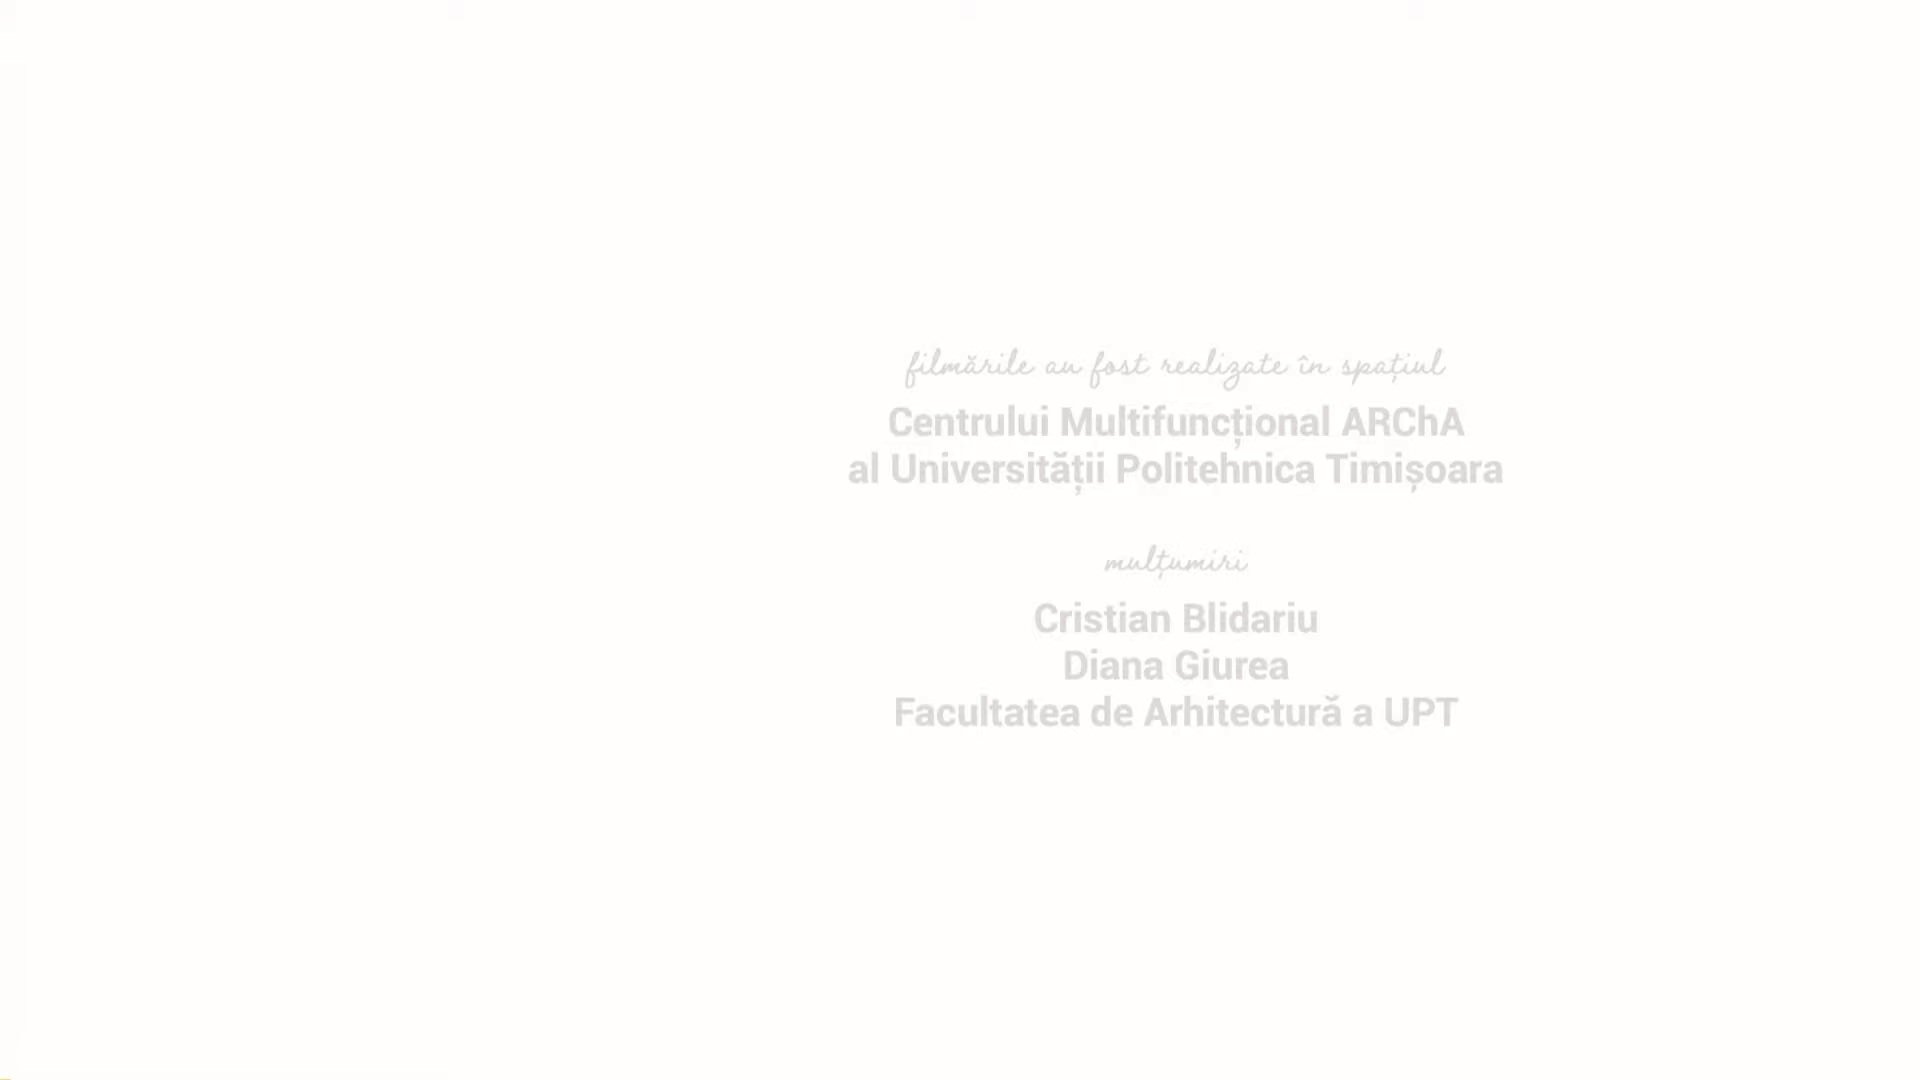 filmările au fost realizate în spațiul
Centrului Multifuncțional ARChA
al Universității Politehnica Timișoara
mulțumiri
Cristian Blidariu
Diana Giurea
Facultatea de Arhitectură a UPT